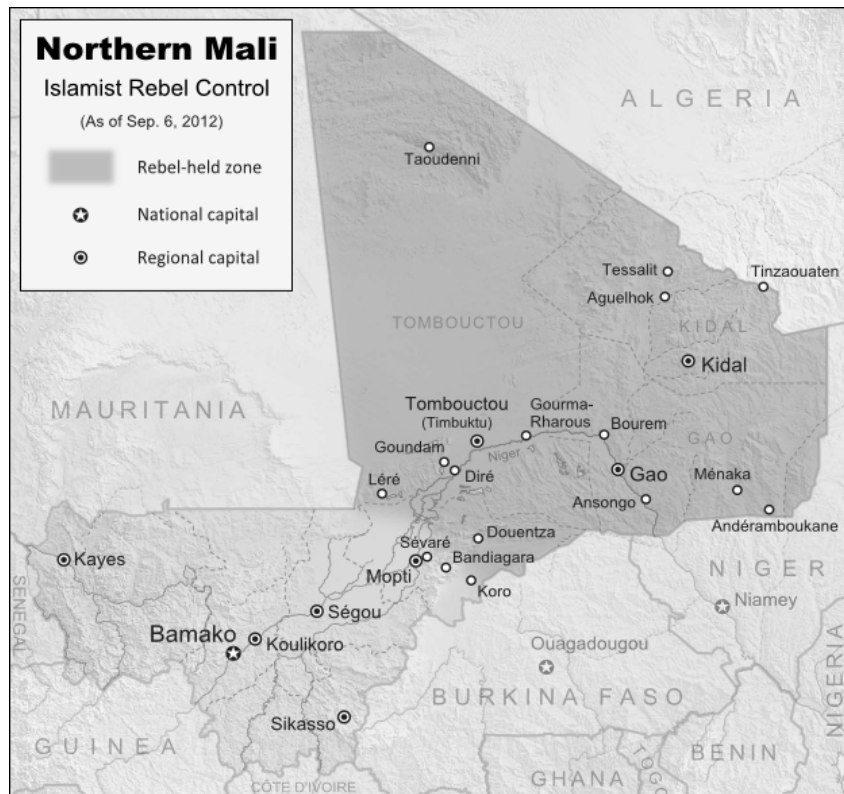 Northern Mali
Islamist Rebel Control
(As of Sep. 6, 2012)
Rebel-held zone
National capital
Regional capital
ALGERIA
Taoudenni
Tessalit
Tinzaouaten
Aguelhok
TOMBOUCTOU
KIDAL
Kidal
MAURITANIA
Tombouctou
(Timbuktu)
Gourma-
Rharous
Bourem
GAO
Goundam
Niger
Diré
Gao
Léré
Ménaka
Ansongo
Andéramboukane
Douentza
Sévaré
Bandiagara
Kayes
Mopti
Koro
NIGER
SENEGAL
Niamey
Ségou
Bamako
Koulikoro
Ouagadougou
BURKINA FASO
NIGERIA
Sikasso
GUINEA
BENIN
TOGO
GHANA
CÔTE D'IVOIRE